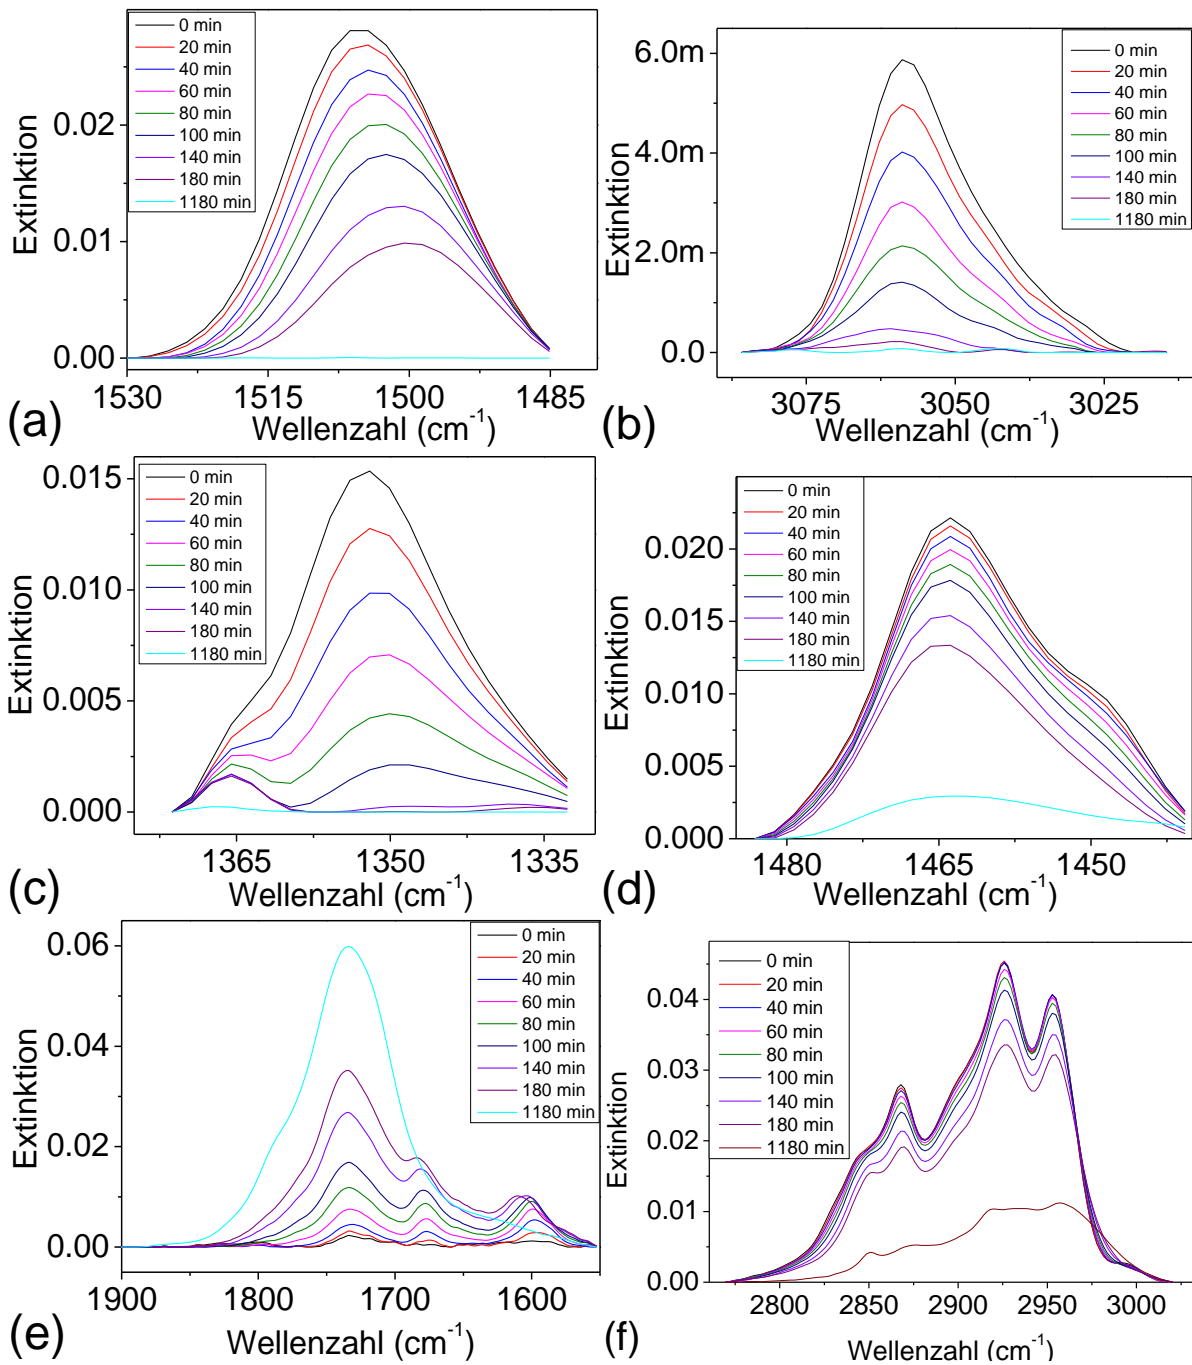 0 min
20 min
40 min
60 min
80 min
100 min
140 min
180 min
1180 min
0.02
0.01
0.00
Extinktion
1530 1515 1500 1485
Wellenzahl (cm⁻¹)
(a)
0 min
20 min
40 min
60 min
80 min
100 min
140 min
180 min
1180 min
6.0m
4.0m
2.0m
0.0
Extinktion
3075 3050 3025
Wellenzahl (cm⁻¹)
(b)
0 min
20 min
40 min
60 min
80 min
100 min
140 min
180 min
1180 min
0.015
0.010
0.005
0.000
Extinktion
1365 1350 1335
Wellenzahl (cm⁻¹)
(c)
0 min
20 min
40 min
60 min
80 min
100 min
140 min
180 min
1180 min
0.020
0.015
0.010
0.005
0.000
Extinktion
1480 1465 1450
Wellenzahl (cm⁻¹)
(d)
0 min
20 min
40 min
60 min
80 min
100 min
140 min
180 min
1180 min
0.06
0.04
0.02
0.00
Extinktion
1900 1800 1700 1600
Wellenzahl (cm⁻¹)
(e)
0 min
20 min
40 min
60 min
80 min
100 min
140 min
180 min
1180 min
0.04
0.03
0.02
0.01
0.00
Extinktion
2800 2850 2900 2950 3000
Wellenzahl (cm⁻¹)
(f)